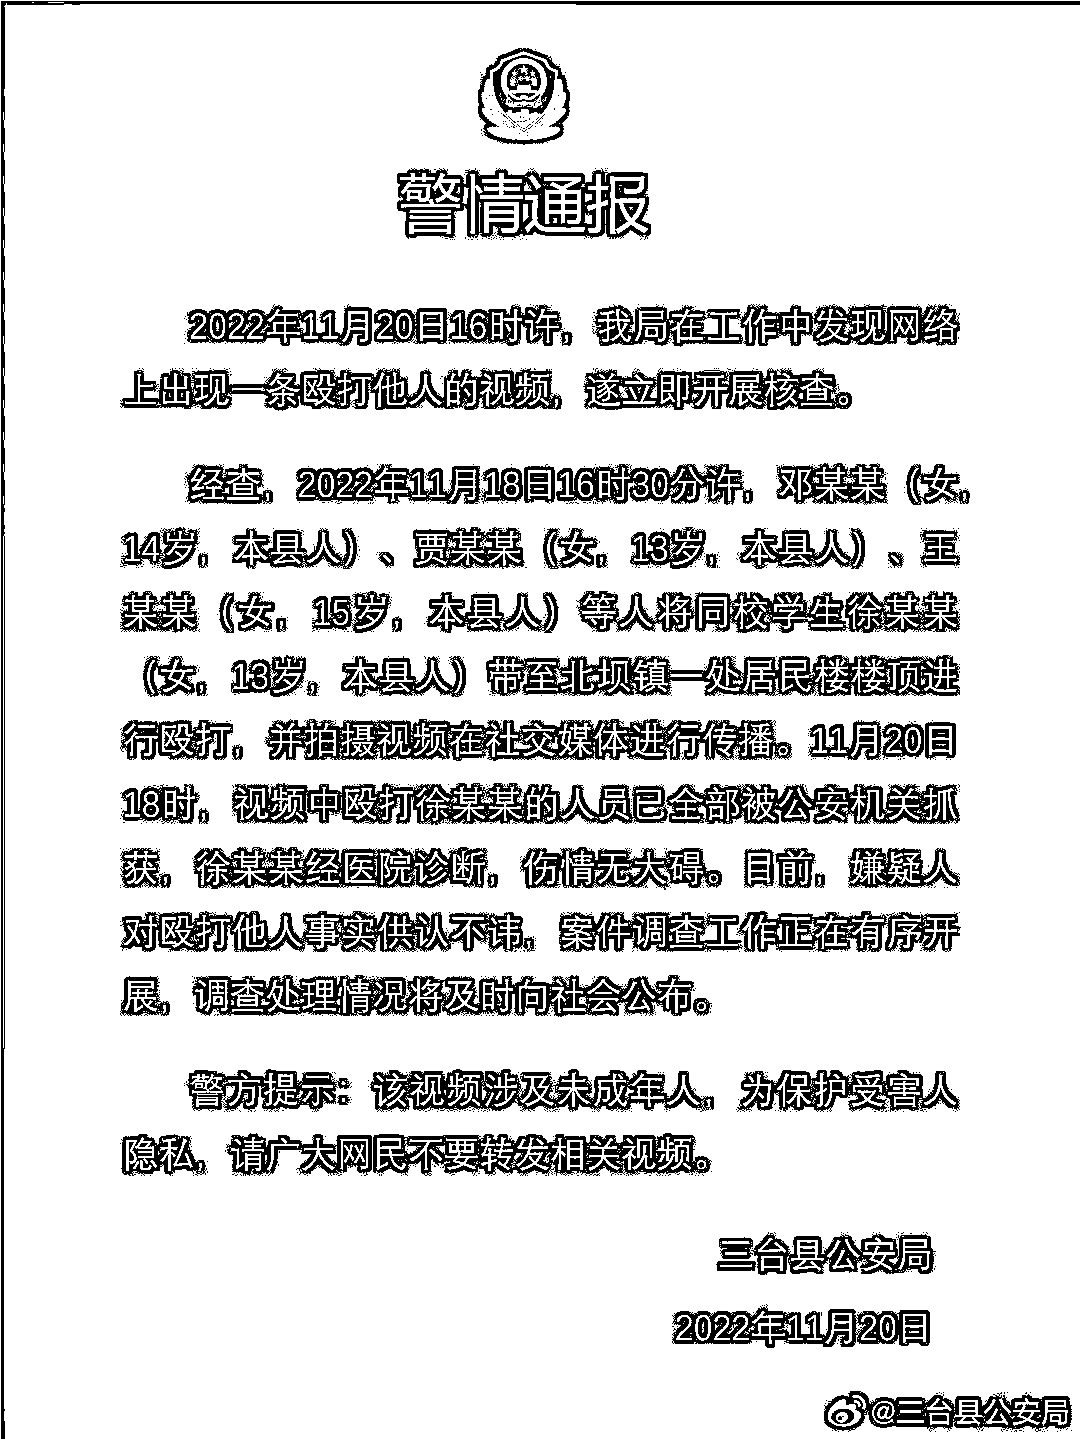 警情通报
2022年11月20日16时许，我局在工作中发现网络
上出现一条殴打他人的视频，遂立即开展核查。
经查，2022年11月18日16时30分许，邓某某（女，
14岁，本县人）、贾某某（女，13岁，本县人）、王
某某（女，15岁，本县人）等人将同校学生徐某某
（女，13岁，本县人）带至北坝镇一处居民楼楼顶进
行殴打，并拍摄视频在社交媒体进行传播。11月20日
18时，视频中殴打徐某某的人员已全部被公安机关抓
获，徐某某经医院诊断，伤情无大碍。目前，嫌疑人
对殴打他人事实供认不讳，案件调查工作正在有序开
展，调查处理情况将及时向社会公布。
警方提示：该视频涉及未成年人，为保护受害人
隐私，请广大网民不要转发相关视频。
三台县公安局
2022年11月20日
@三台县公安局